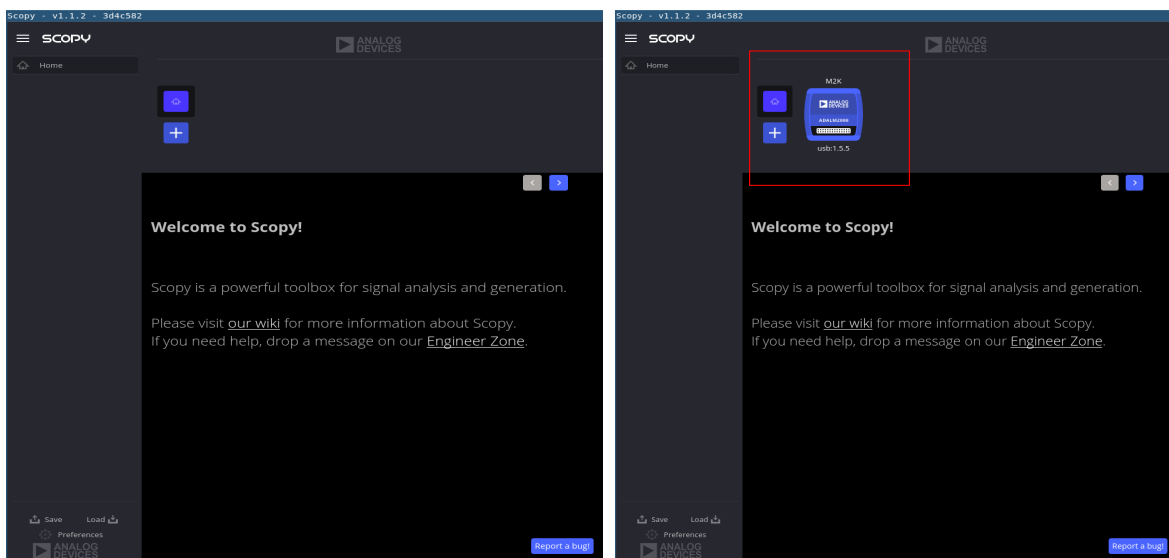 Scopy - v1.1.2 - 3d4c582
SCOPY
ANALOG
DEVICES
Home
Welcome to Scopy!
Scopy is a powerful toolbox for signal analysis and generation.
Please visit our wiki for more information about Scopy.
If you need help, drop a message on our Engineer Zone.
Save Load
Preferences
ANALOG
DEVICES
Report a bug!
Scopy - v1.1.2 - 3d4c582
SCOPY
ANALOG
DEVICES
Home
M2K
ANALOG
DEVICES
ADALM2000
usb:1.5.5
Welcome to Scopy!
Scopy is a powerful toolbox for signal analysis and generation.
Please visit our wiki for more information about Scopy.
If you need help, drop a message on our Engineer Zone.
Save Load
Preferences
ANALOG
DEVICES
Report a bug!